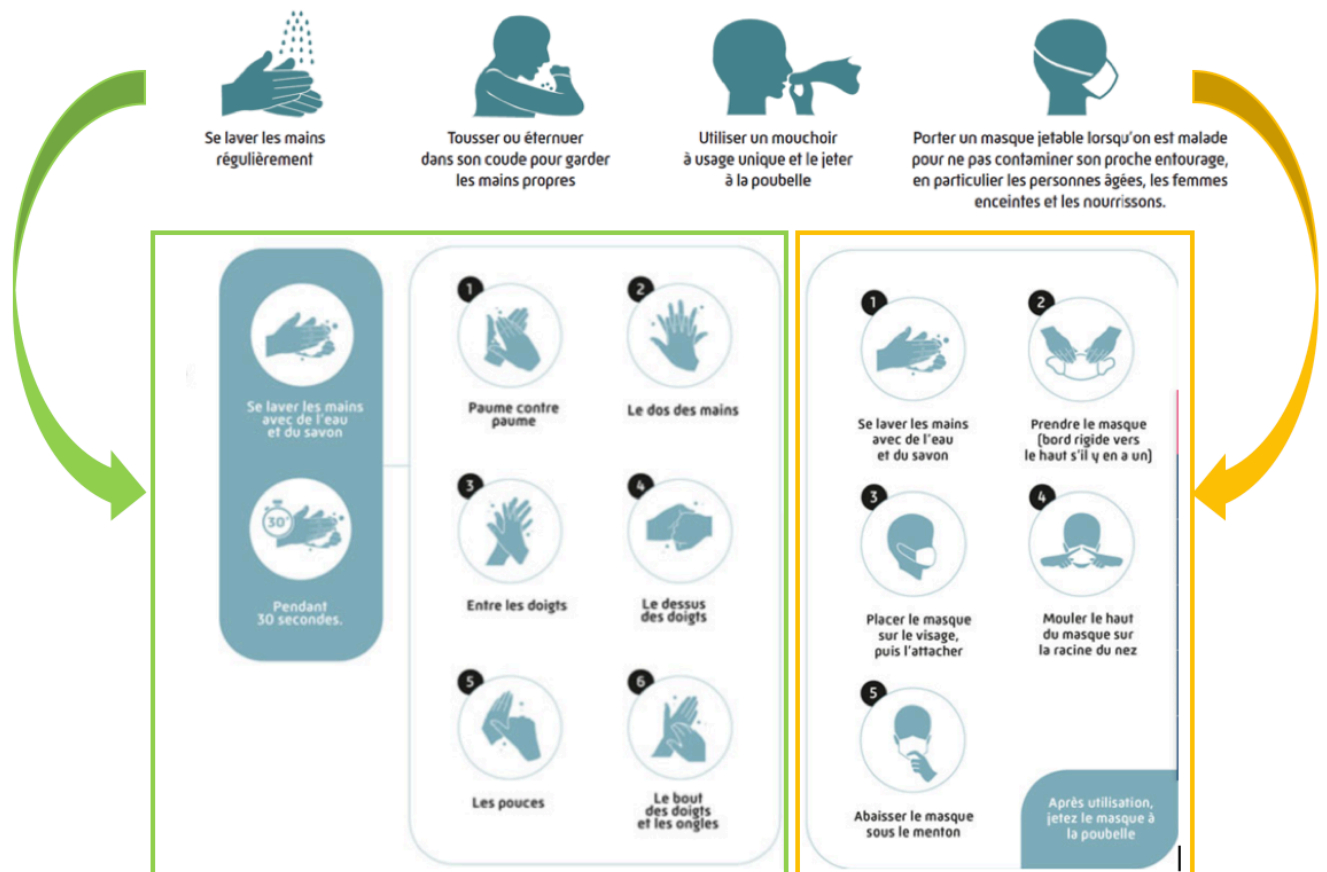 Se laver les mains
régulièrement
Tousser ou éternuer
dans son coude pour garder
les mains propres
Utiliser un mouchoir
à usage unique et le jeter
à la poubelle
Porter un masque jetable lorsqu'on est malade
pour ne pas contaminer son proche entourage,
en particulier les personnes âgées, les femmes
enceintes et les nourrissons.
Se laver les mains
avec de l'eau
et du savon
30"
Pendant
30 secondes.
1
Paume contre
paume
2
Le dos des mains
3
Entre les doigts
4
Le dessus
des doigts
5
Les pouces
6
Le bout
des doigts
et les ongles
1
Se laver les mains
avec de l'eau
et du savon
2
Prendre le masque
(bord rigide vers
le haut s'il y en a un)
3
Placer le masque
sur le visage,
puis l'attacher
4
Mouler le haut
du masque sur
la racine du nez
5
Abaisser le masque
sous le menton
Après utilisation,
jetez le masque à
la poubelle